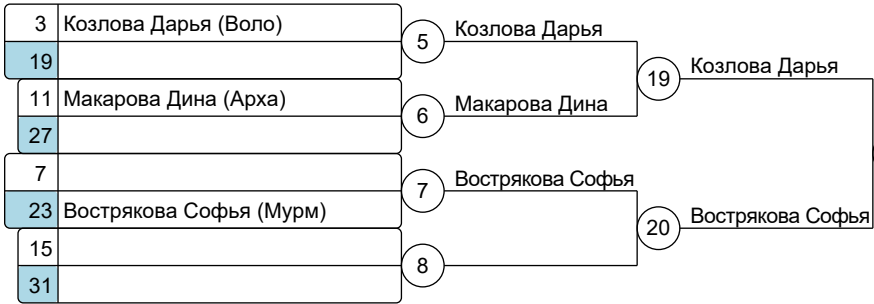 3 Козлова Дарья (Воло)
19
11 Макарова Дина (Арха)
27
7
23 Вострякова Софья (Мурм)
15
31
5 Козлова Дарья
6 Макарова Дина
7 Вострякова Софья
8
19 Козлова Дарья
20 Вострякова Софья